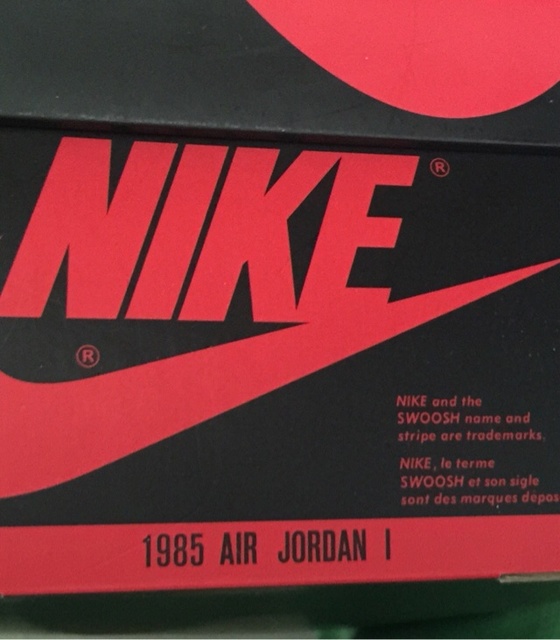 NIKE®
®
NIKE and the
SWOOSH name and
stripe are trademarks.
NIKE, le terme
SWOOSH et son sigle
sont des marques dépos
1985 AIR JORDAN I